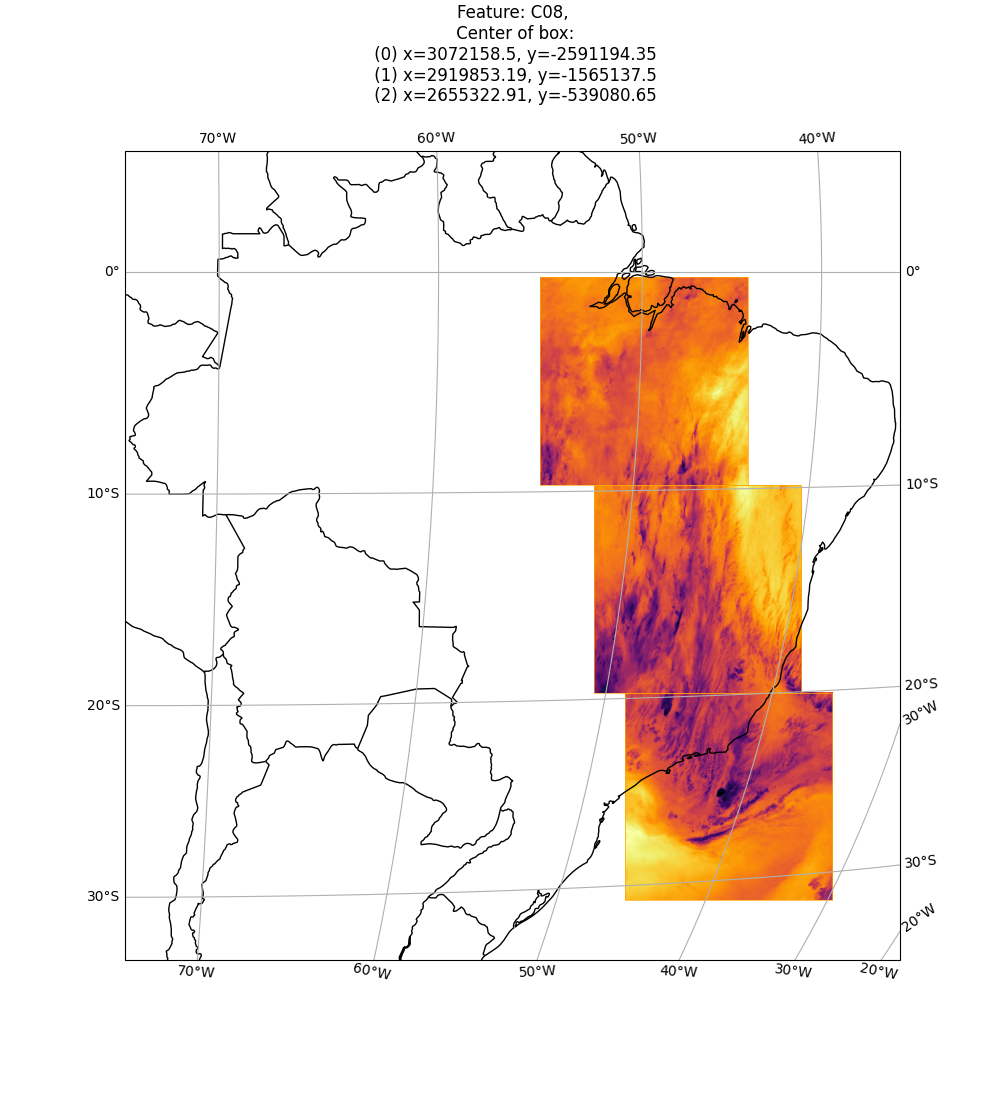 Feature: C08,
Center of box:
(0) x=3072158.5, y=-2591194.35
(1) x=2919853.19, y=-1565137.5
(2) x=2655322.91, y=-539080.65
70°W 60°W 50°W 40°W
0° 0°
10°S 10°S
20°S 20°S
30°W
30°S 30°S
20°W
70°W 60°W 50°W 40°W 30°W 20°W